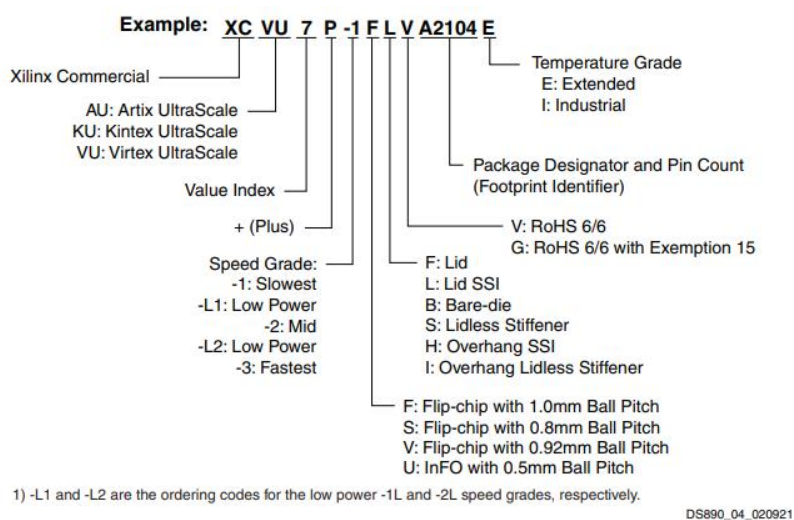 Example: XC VU 7 P -1 F L V A2104 E
Xilinx Commercial
AU: Artix UltraScale
KU: Kintex UltraScale
VU: Virtex UltraScale
Value Index
+ (Plus)
Speed Grade:
-1: Slowest
-L1: Low Power
-2: Mid
-L2: Low Power
-3: Fastest
Temperature Grade
E: Extended
I: Industrial
Package Designator and Pin Count
(Footprint Identifier)
V: RoHS 6/6
G: RoHS 6/6 with Exemption 15
F: Lid
L: Lid SSI
B: Bare-die
S: Lidless Stiffener
H: Overhang SSI
I: Overhang Lidless Stiffener
F: Flip-chip with 1.0mm Ball Pitch
S: Flip-chip with 0.8mm Ball Pitch
V: Flip-chip with 0.92mm Ball Pitch
U: InFO with 0.5mm Ball Pitch
1) -L1 and -L2 are the ordering codes for the low power -1L and -2L speed grades, respectively.
DS890_04_020921